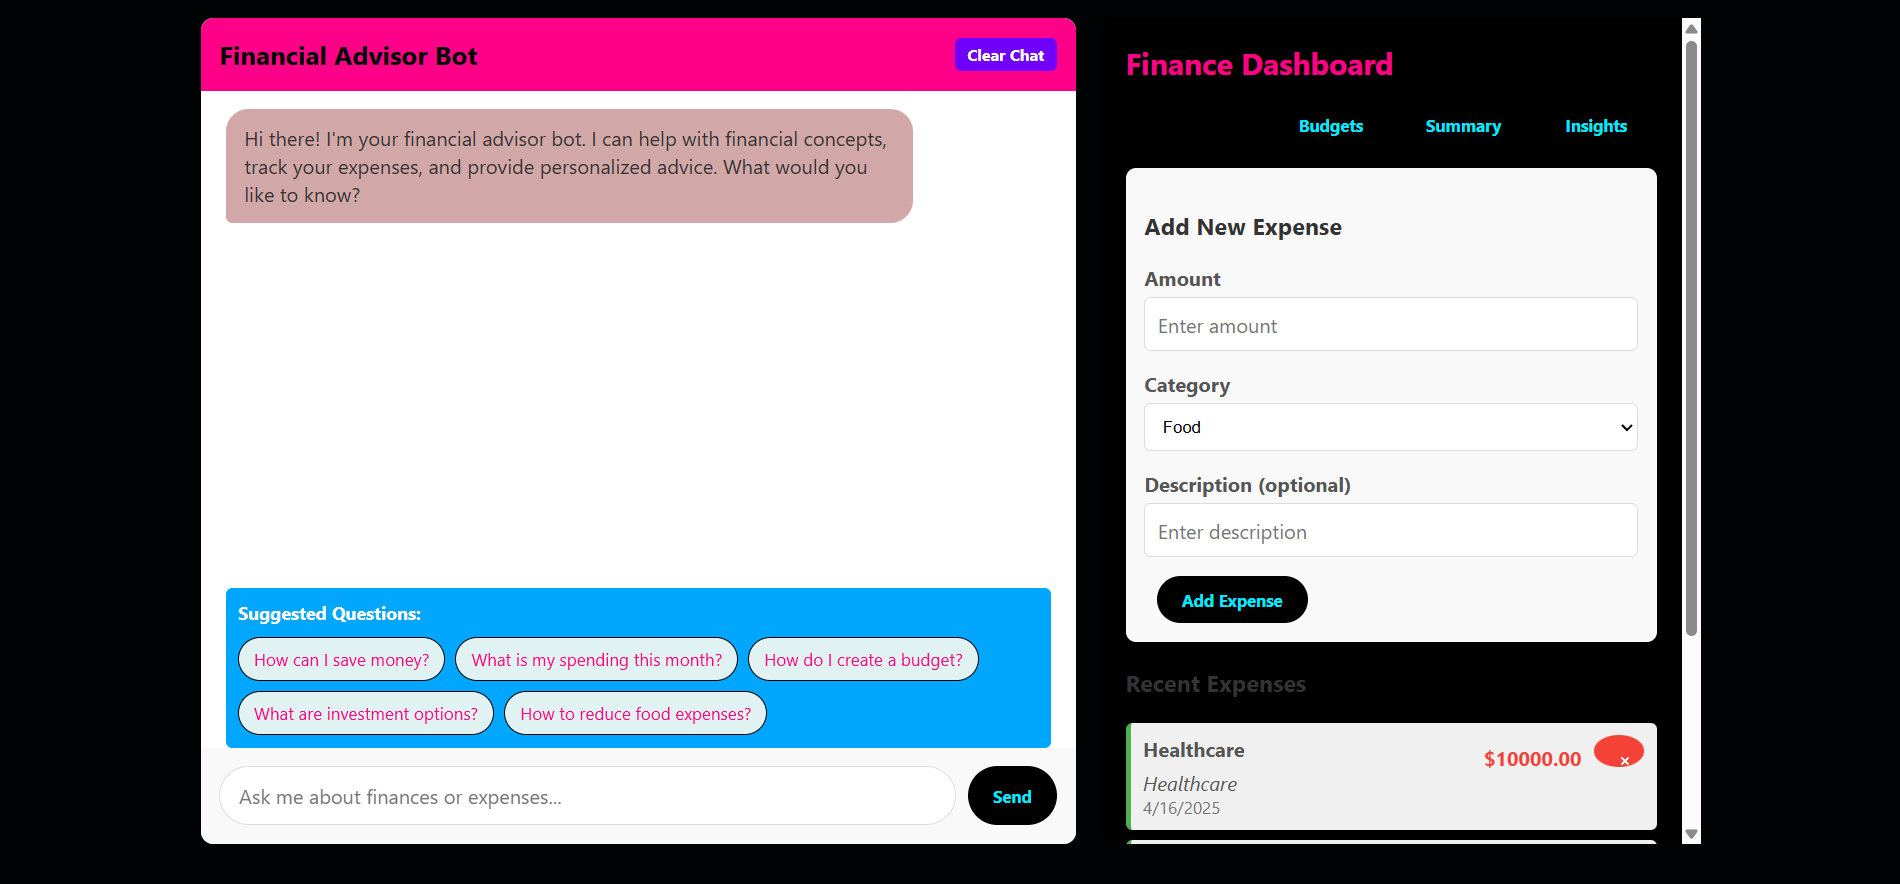 Financial Advisor Bot
Clear Chat
Hi there! I'm your financial advisor bot. I can help with financial concepts,
track your expenses, and provide personalized advice. What would you
like to know?
Suggested Questions:
How can I save money?
What is my spending this month?
How do I create a budget?
What are investment options?
How to reduce food expenses?
Ask me about finances or expenses...
Send
Finance Dashboard
Budgets
Summary
Insights
Add New Expense
Amount
Enter amount
Category
Food
Description (optional)
Enter description
Add Expense
Recent Expenses
Healthcare
$10000.00
×
Healthcare
4/16/2025